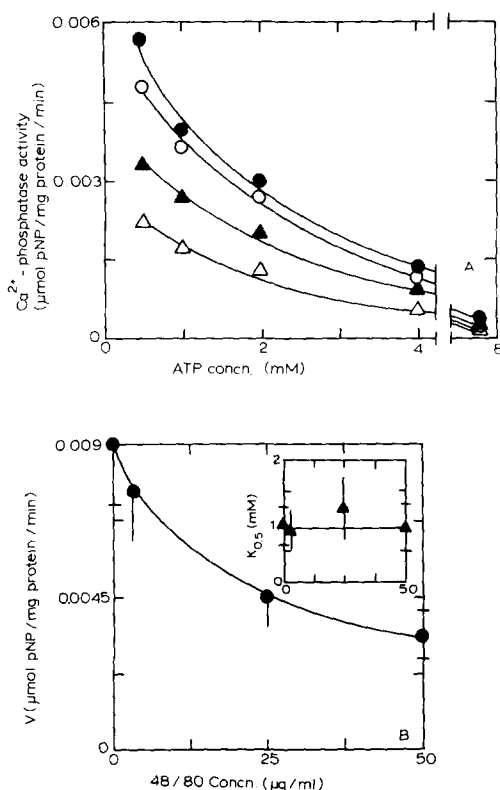 0.006
0.003
0
Ca²⁺ - phosphatase activity
(µmol pNP/mg protein / min)
A
2
4
8
ATP concn. (mM)
0.009
0.0045
0
V (µmol pNP/mg protein /min)
2
1
0
K0.5 (mM)
0
50
B
0
25
50
48/80 Concn. (µg/ml)